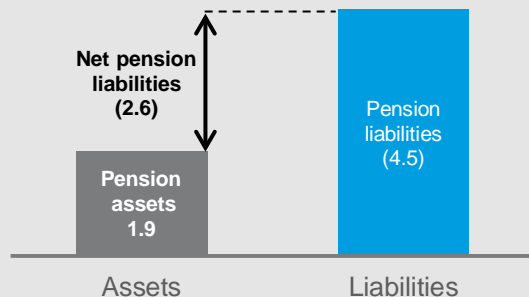 Net pension
liabilities
(2.6)
Pension
assets
1.9
Pension
liabilities
(4.5)
Assets
Liabilities